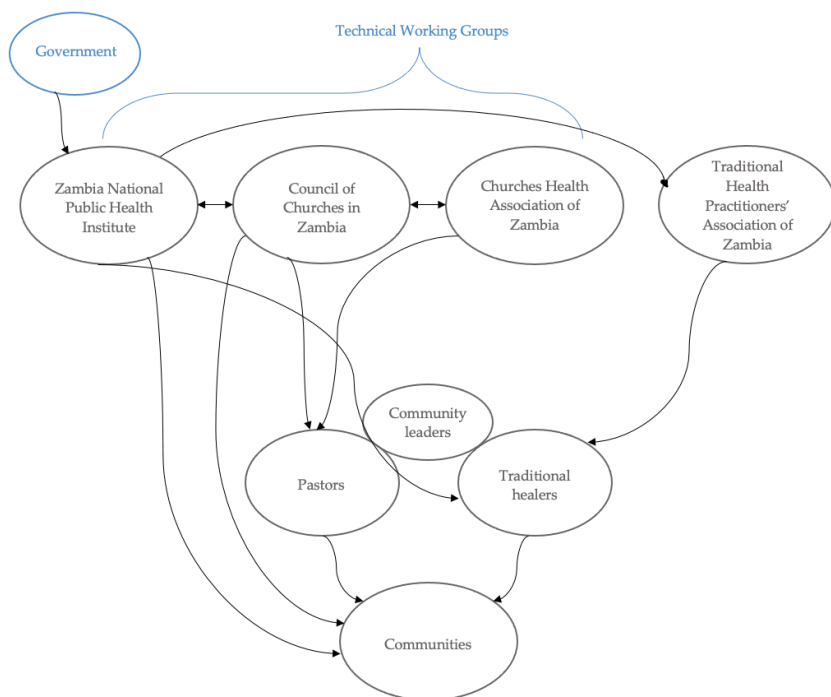 Technical Working Groups
Government
Zambia National
Public Health
Institute
Council of
Churches in
Zambia
Churches Health
Association of
Zambia
Traditional
Health
Practitioners’
Association of
Zambia
Community
leaders
Pastors
Traditional
healers
Communities